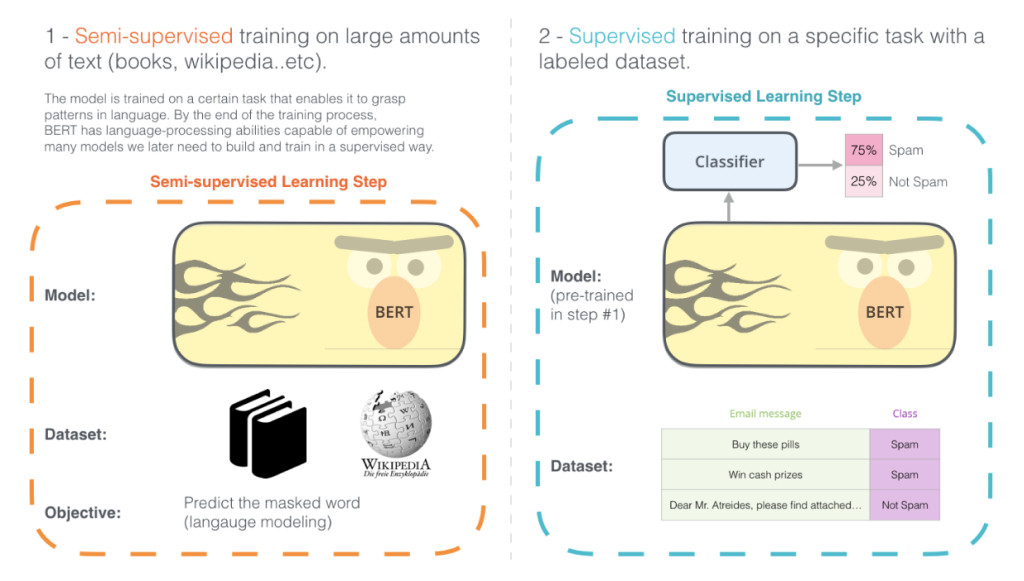 1 - Semi-supervised training on large amounts
of text (books, wikipedia..etc).
The model is trained on a certain task that enables it to grasp
patterns in language. By the end of the training process,
BERT has language-processing abilities capable of empowering
many models we later need to build and train in a supervised way.
Semi-supervised Learning Step
Model:
BERT
Dataset:
WIKIPEDIA
Die freie Enzyklopädie
Objective:
Predict the masked word
(langauge modeling)
2 - Supervised training on a specific task with a
labeled dataset.
Supervised Learning Step
Classifier
75% Spam
25% Not Spam
Model:
(pre-trained
in step #1)
BERT
Dataset:
Email message Class
Buy these pills Spam
Win cash prizes Spam
Dear Mr. Atreides, please find attached... Not Spam